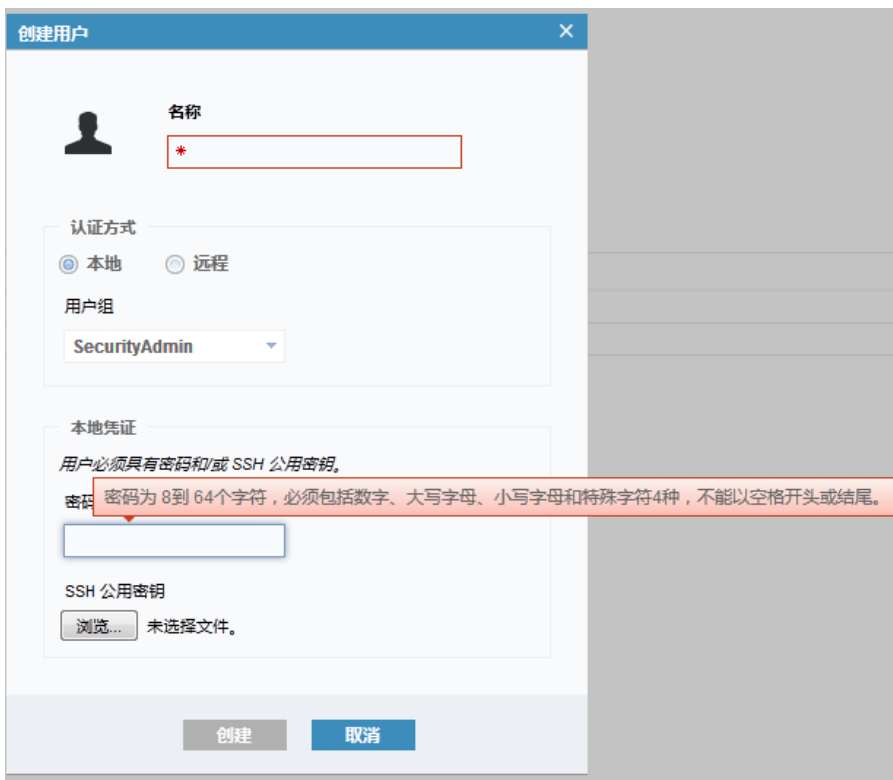 创建用户
名称
*
认证方式
本地 远程
用户组
SecurityAdmin
本地凭证
用户必须具有密码和/或 SSH 公用密钥。
密码
密码为 8到 64个字符，必须包括数字、大写字母、小写字母和特殊字符4种，不能以空格开头或结尾。
SSH 公用密钥
浏览... 未选择文件。
创建 取消